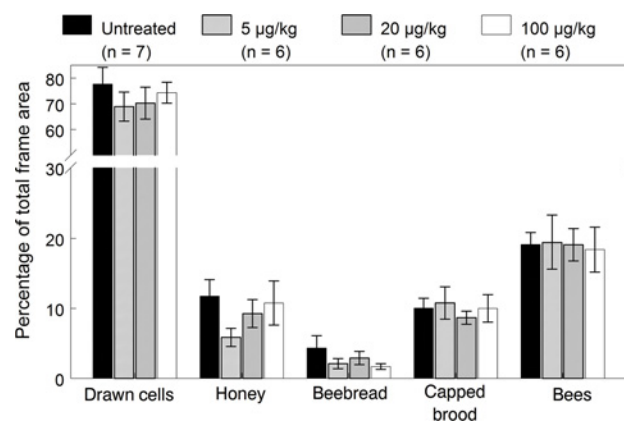 Untreated 5 µg/kg 20 µg/kg 100 µg/kg
(n = 7) (n = 6) (n = 6) (n = 6)
Percentage of total frame area
80
70
60
30
20
10
0
Drawn cells Honey Beebread Capped brood Bees